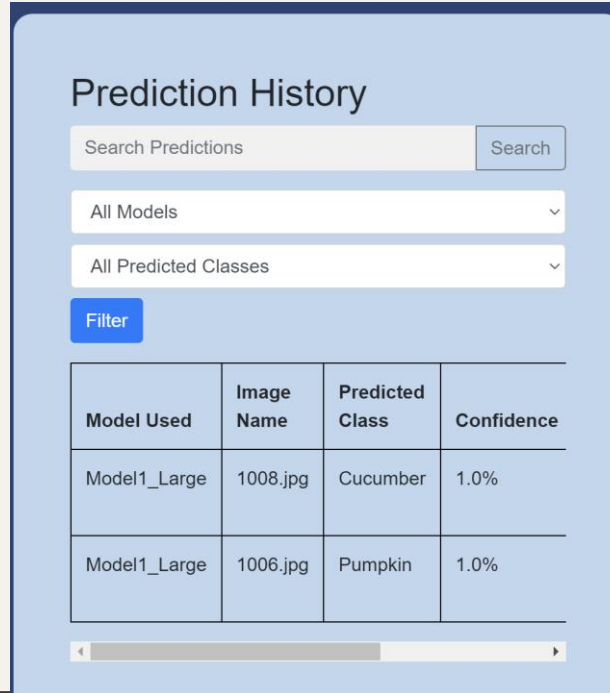 Prediction History
Search Predictions Search
All Models
All Predicted Classes
Filter
Model Used Image Name Predicted Class Confidence
Model1_Large 1008.jpg Cucumber 1.0%
Model1_Large 1006.jpg Pumpkin 1.0%